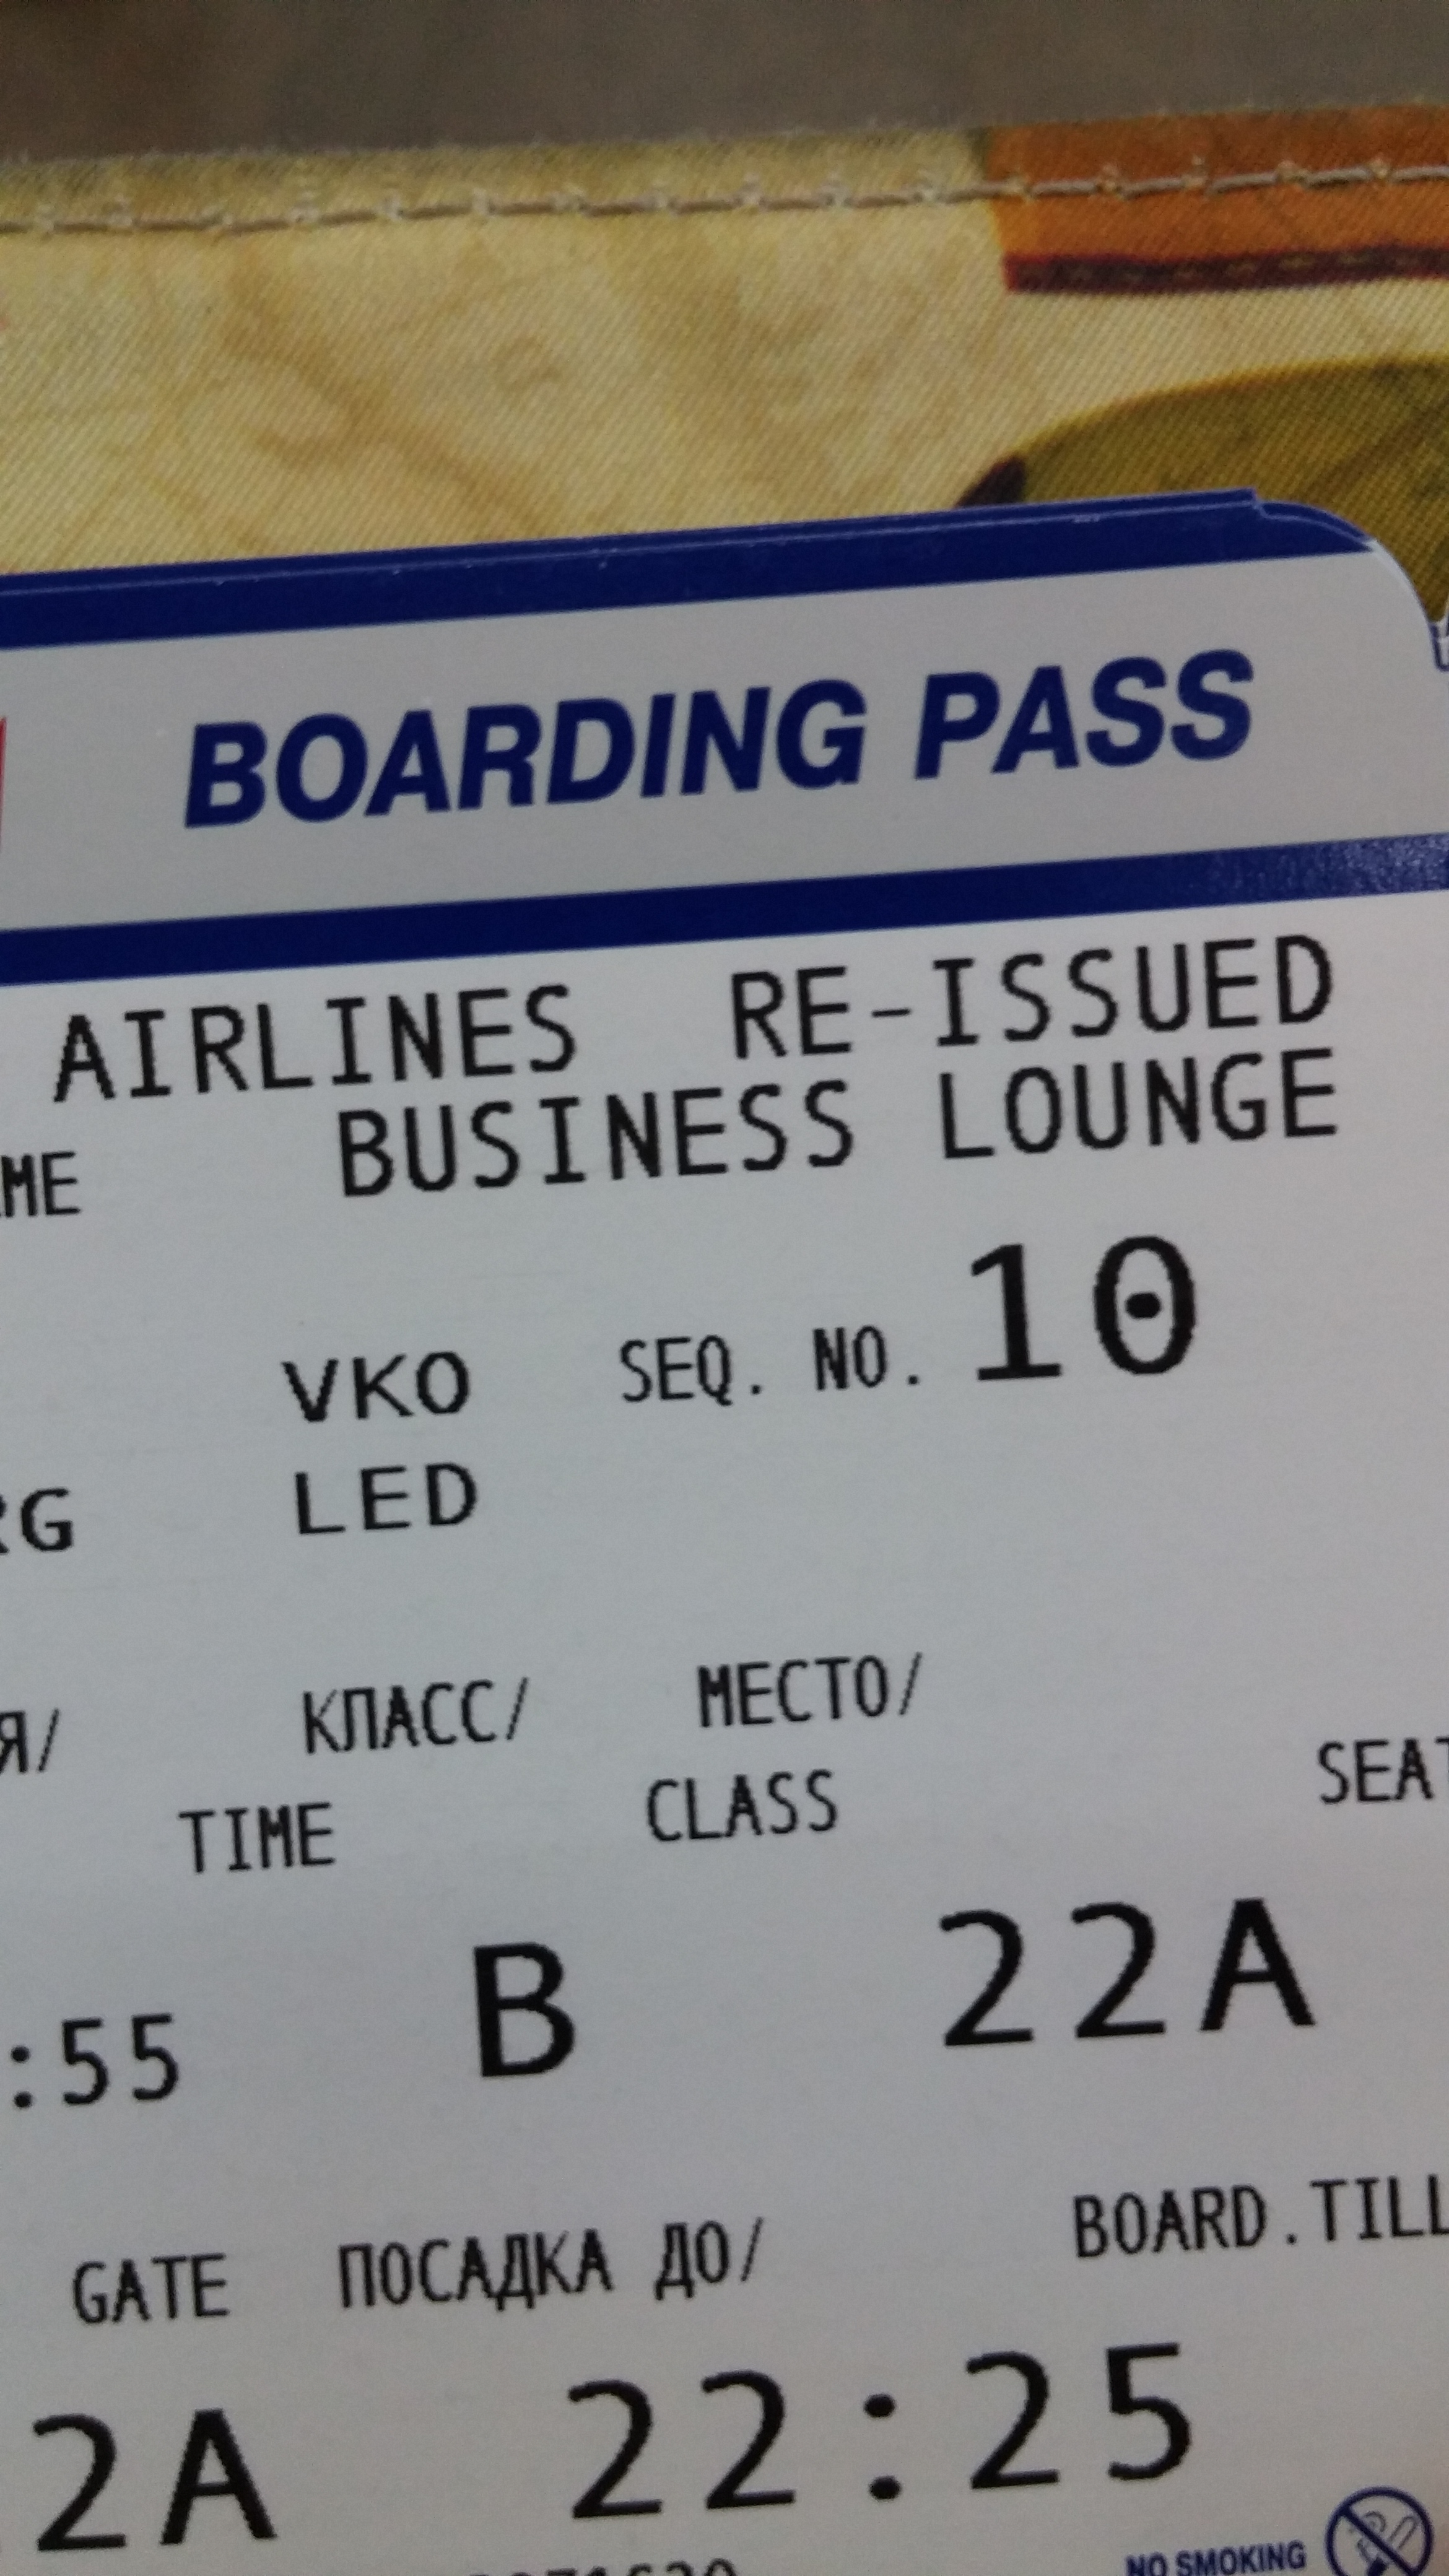 BOARDING PASS
AIRLINES RE-ISSUED
BUSINESS LOUNGE
VKO SEQ. NO. 10
LED
КЛАСС/ МЕСТО/
TIME CLASS SEAT
:55 B 22A
GATE ПОСАДКА ДО/ BOARD.TILL
2A 22:25
NO SMOKING